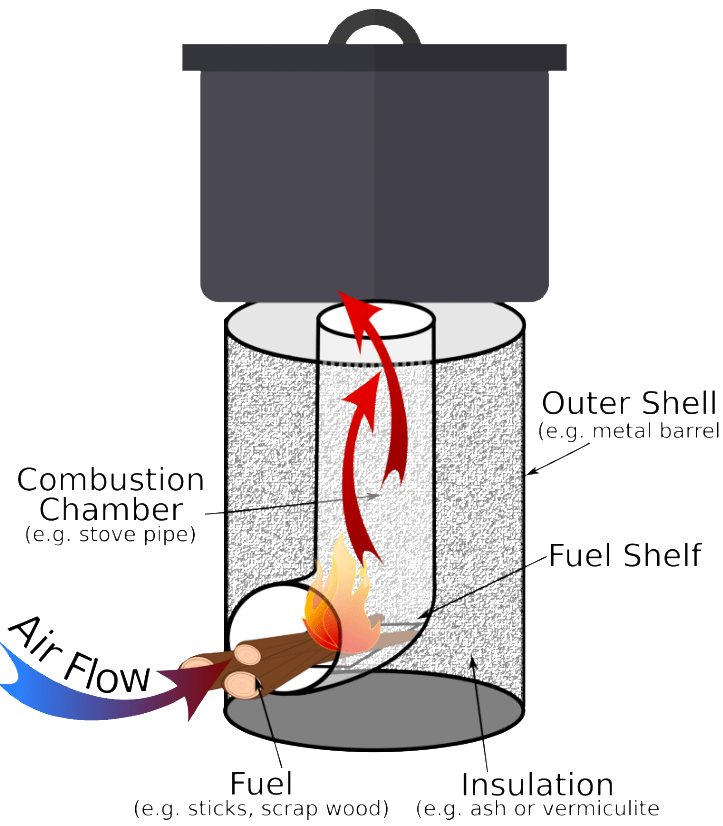 Outer Shell
(e.g. metal barrel
Combustion
Chamber
(e.g. stove pipe)
Fuel Shelf
Air Flow
Fuel
(e.g. sticks, scrap wood)
Insulation
(e.g. ash or vermiculite